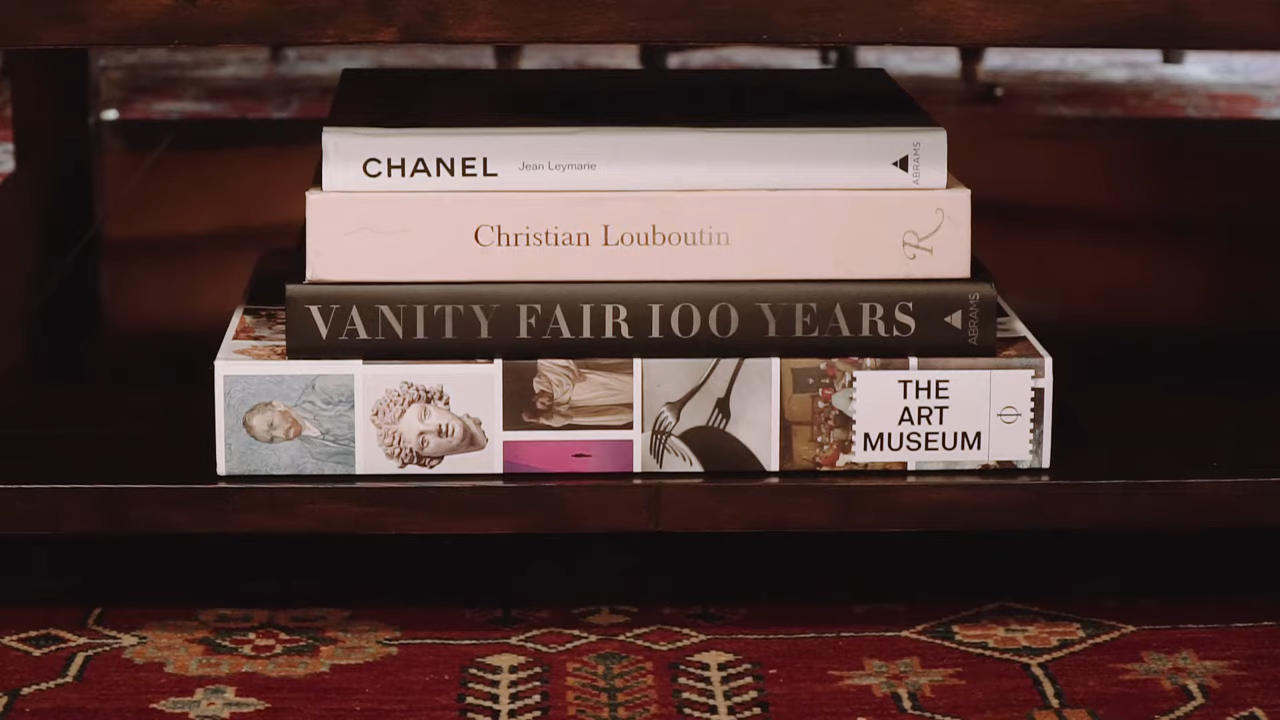 CHANEL Jean Leymarie ABRAMS
Christian Louboutin R
VANITY FAIR 100 YEARS ABRAMS
THE
ART
MUSEUM